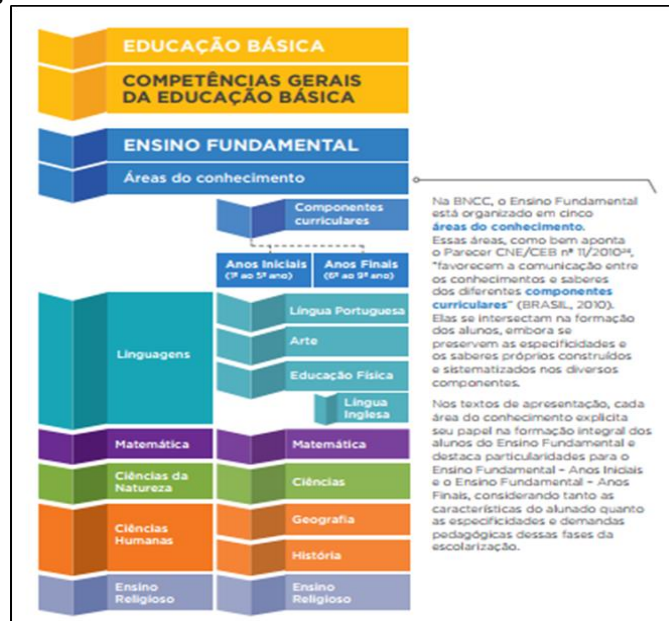 EDUCAÇÃO BÁSICA
COMPETÊNCIAS GERAIS
DA EDUCAÇÃO BÁSICA
ENSINO FUNDAMENTAL
Áreas do conhecimento
Componentes
curriculares
Anos Iniciais
(1º ao 5º ano)
Anos Finais
(6º ao 9º ano)
Linguagens
Língua Portuguesa
Arte
Educação Física
Língua
Inglesa
Matemática
Matemática
Ciências da
Natureza
Ciências
Ciências
Humanas
Geografia
História
Ensino
Religioso
Ensino
Religioso
Na BNCC, o Ensino Fundamental
está organizado em cinco
áreas do conhecimento.
Essas áreas, como bem aponta
o Parecer CNE/CEB nº 11/2010²⁴,
"favorecem a comunicação entre
os conhecimentos e saberes
dos diferentes componentes
curriculares" (BRASIL, 2010).
Elas se intersectam na formação
dos alunos, embora se
preservem as especificidades e
os saberes próprios construídos
e sistematizados nos diversos
componentes.
Nos textos de apresentação, cada
área do conhecimento explicita
seu papel na formação integral dos
alunos do Ensino Fundamental e
destaca particularidades para o
Ensino Fundamental – Anos Iniciais
e o Ensino Fundamental – Anos
Finais, considerando tanto as
características do alunado quanto
as especificidades e demandas
pedagógicas dessas fases da
escolarização.